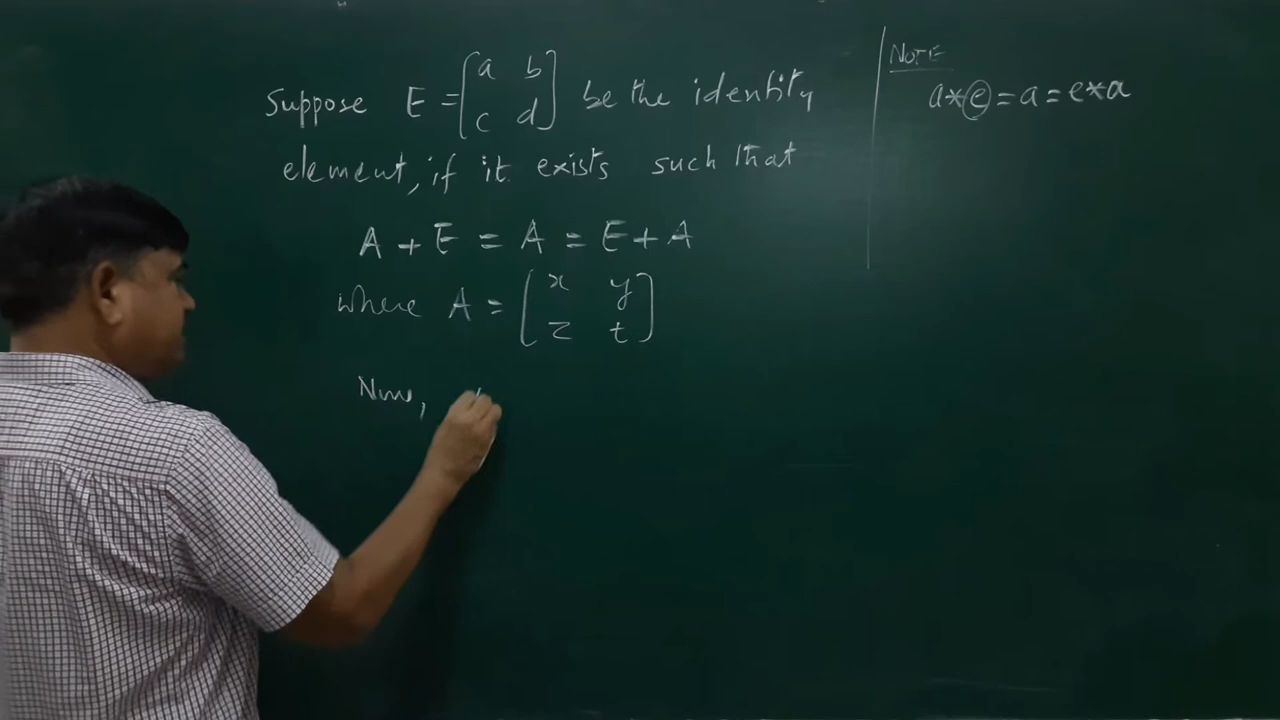 Suppose E = [a b
c d] be the identity
element, if it exists such that
A + E = A = E + A
where A = [x y
z t]
Now,
NOTE
a * e = a = e * a